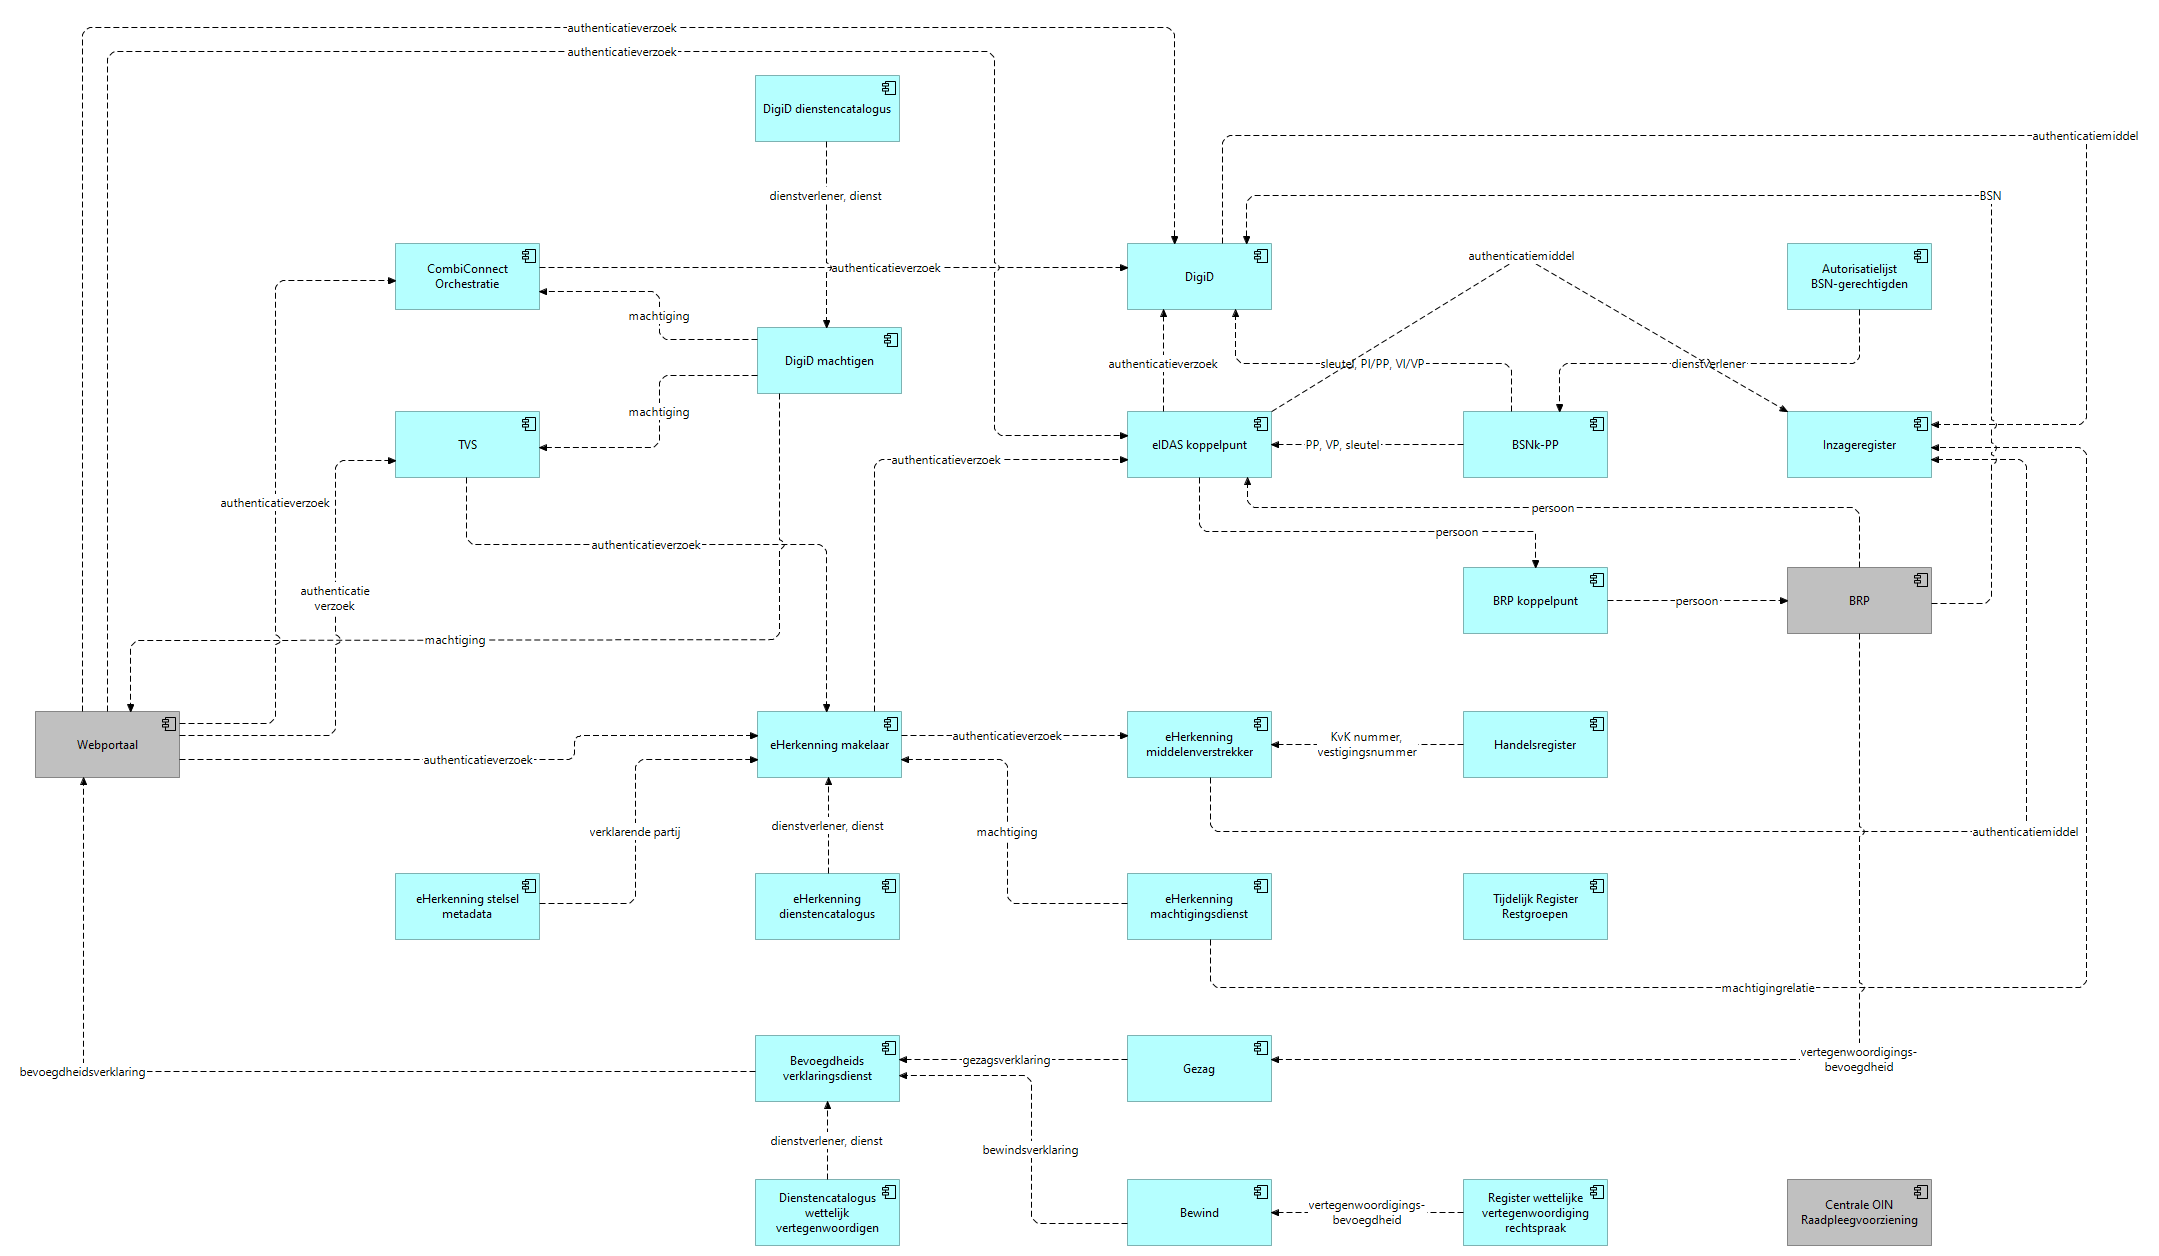 authenticatieverzoek
authenticatieverzoek
DigiD dienstencatalogus
authenticatiemiddel
dienstverlener, dienst
BSN
authenticatiemiddel
CombiConnect
Orchestratie
authenticatieverzoek
DigiD
Autorisatielijst
BSN-gerechtigden
machtiging
DigiD machtigen
authenticatieverzoek
sleutel, PI/PP, VI/VP
dienstverlener
machtiging
TVS
eIDAS koppelpunt
PP, VP, sleutel
BSNk-PP
Inzageregister
authenticatieverzoek
authenticatieverzoek
persoon
persoon
authenticatieverzoek
authenticatie
verzoek
BRP koppelpunt
persoon
BRP
machtiging
Webportaal
authenticatieverzoek
eHerkenning makelaar
authenticatieverzoek
eHerkenning
middelenverstrekker
KvK nummer,
vestigingsnummer
Handelsregister
verklarende partij
dienstverlener, dienst
machtiging
authenticatiemiddel
eHerkenning stelsel
metadata
eHerkenning
dienstencatalogus
eHerkenning
machtigingsdienst
Tijdelijk Register
Restgroepen
machtigingrelatie
bevoegdheidsverklaring
Bevoegdheids
verklaringsdienst
gezagsverklaring
Gezag
vertegenwoordigings-
bevoegdheid
dienstverlener, dienst
bewindsverklaring
Dienstencatalogus
wettelijk
vertegenwoordigen
Bewind
vertegenwoordigings-
bevoegdheid
Register wettelijke
vertegenwoordiging
rechtspraak
Centrale OIN
Raadpleegvoorziening